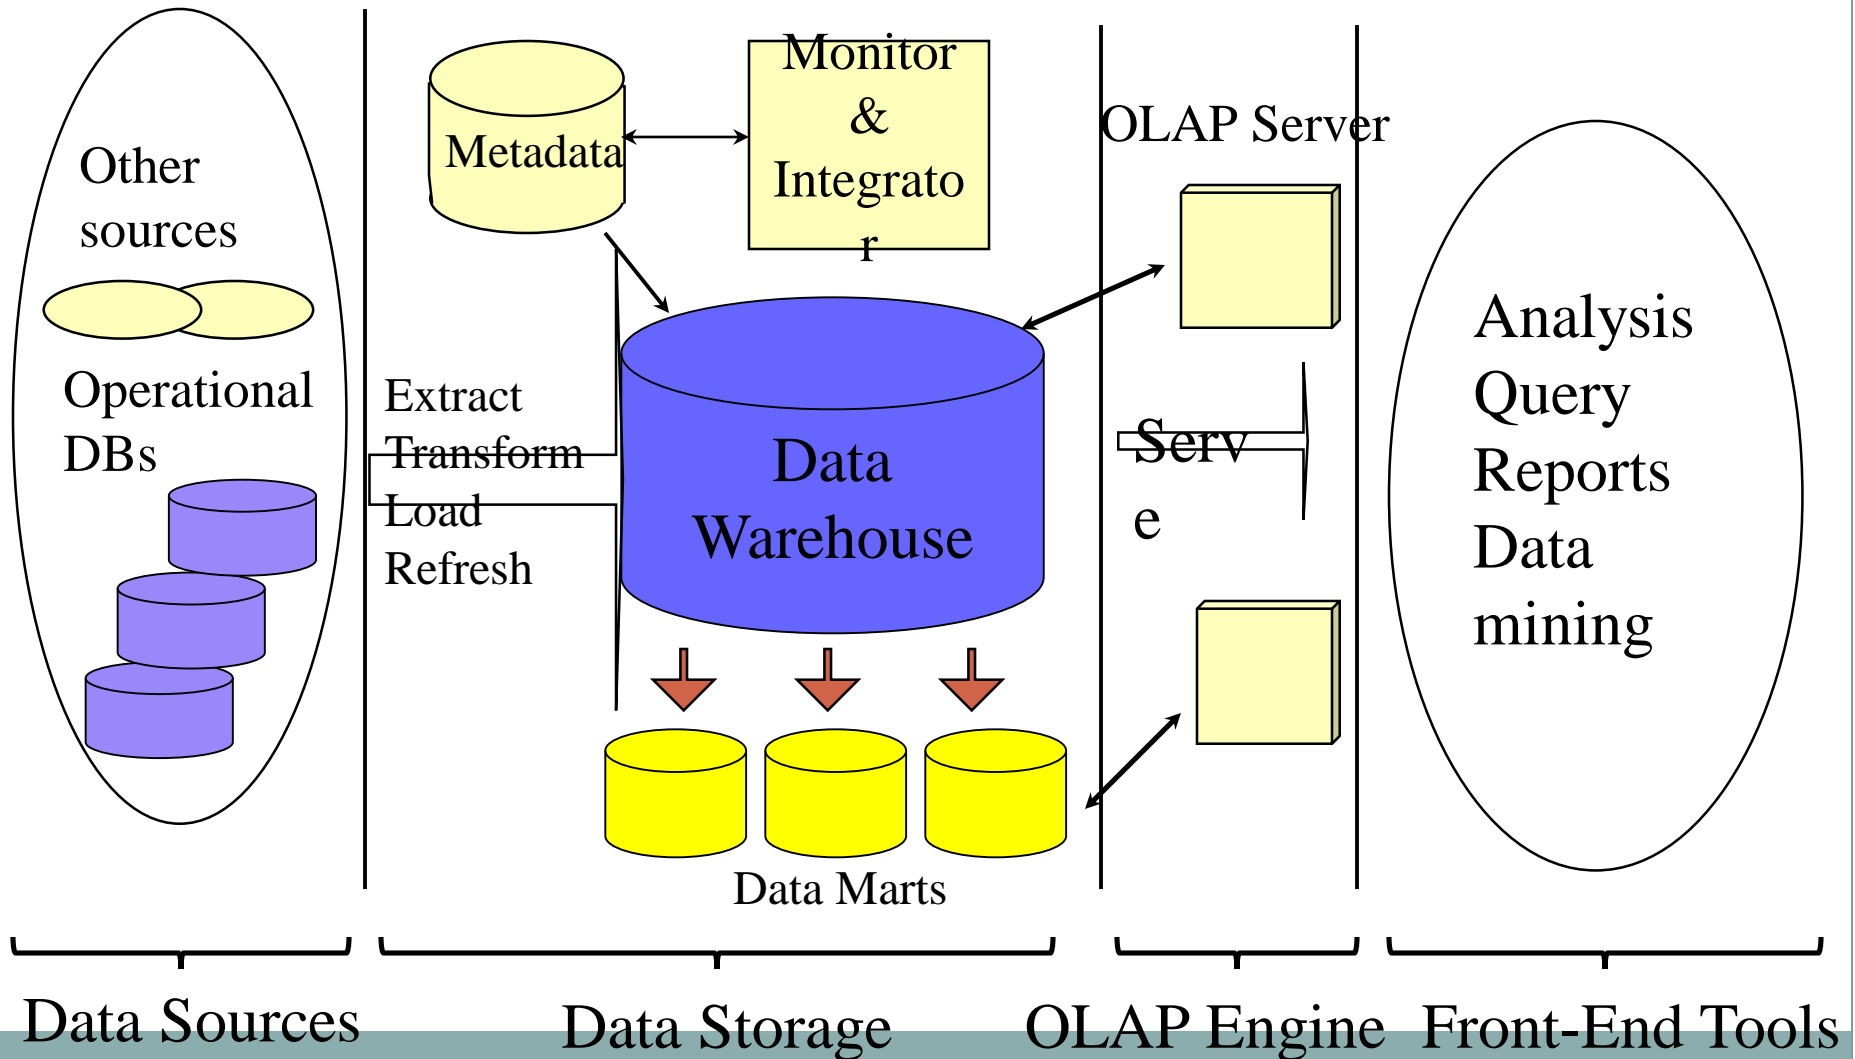 Other
sources
Operational
DBs
Extract
Transform
Load
Refresh
Metadata
Monitor
&
Integrato
r
Data
Warehouse
Data Marts
OLAP Server
Serv
e
Analysis
Query
Reports
Data
mining
Data Sources
Data Storage
OLAP Engine
Front-End Tools